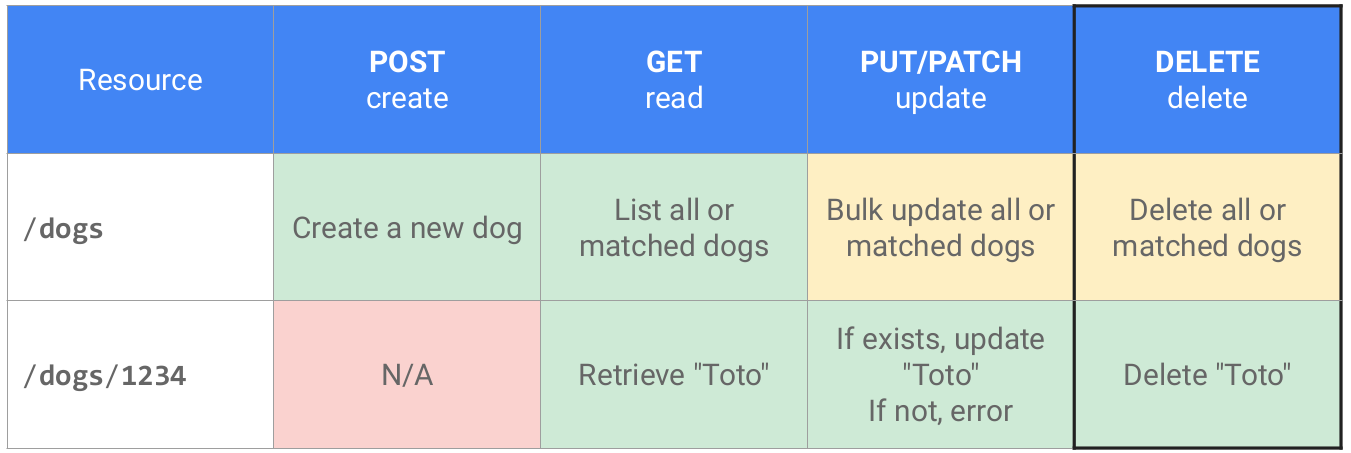 Resource
POST
create
GET
read
PUT/PATCH
update
DELETE
delete
/dogs
Create a new dog
List all or
matched dogs
Bulk update all or
matched dogs
Delete all or
matched dogs
/dogs/1234
N/A
Retrieve "Toto"
If exists, update
"Toto"
If not, error
Delete "Toto"